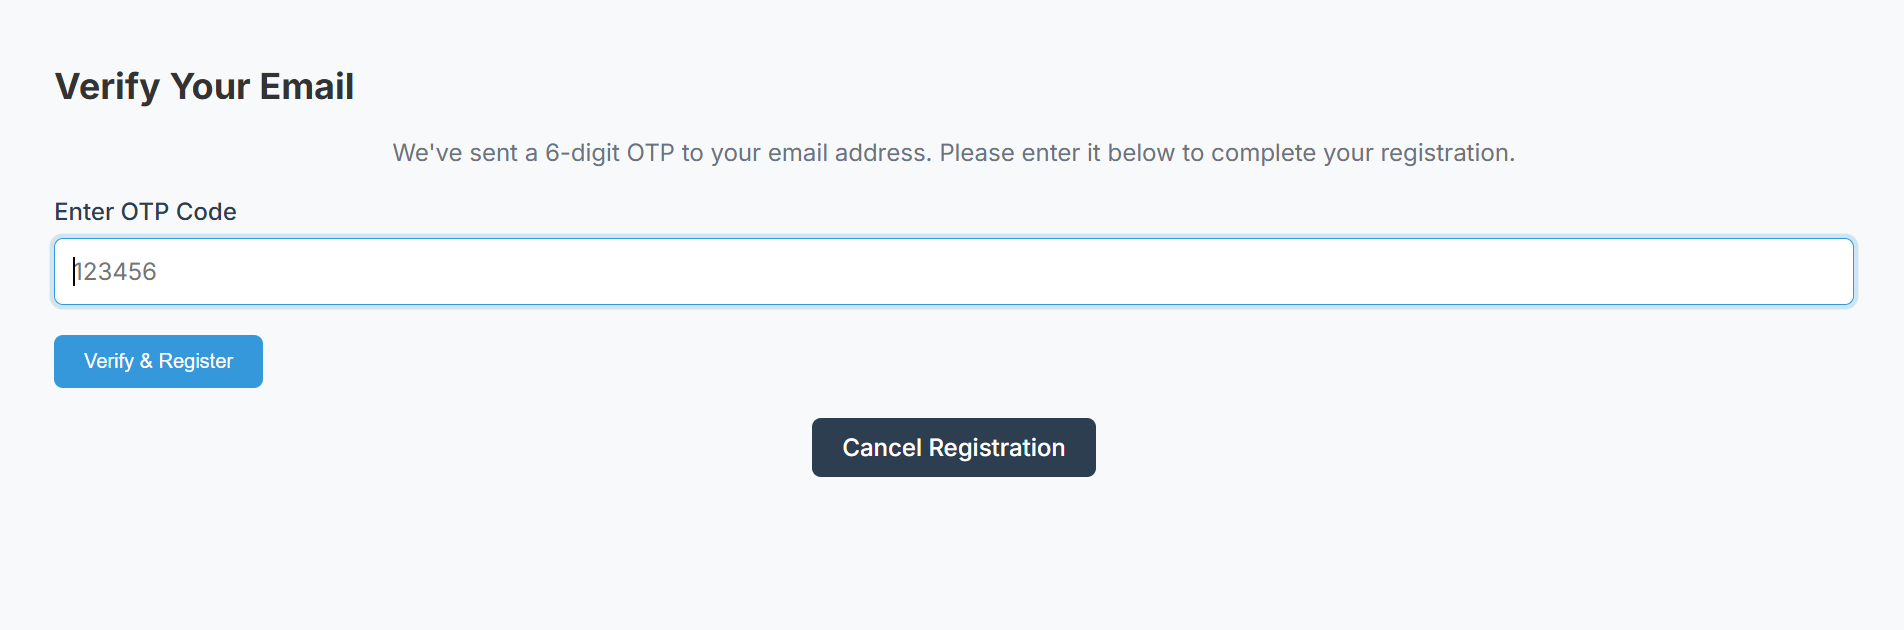 Verify Your Email
We've sent a 6-digit OTP to your email address. Please enter it below to complete your registration.
Enter OTP Code
123456
Verify & Register
Cancel Registration